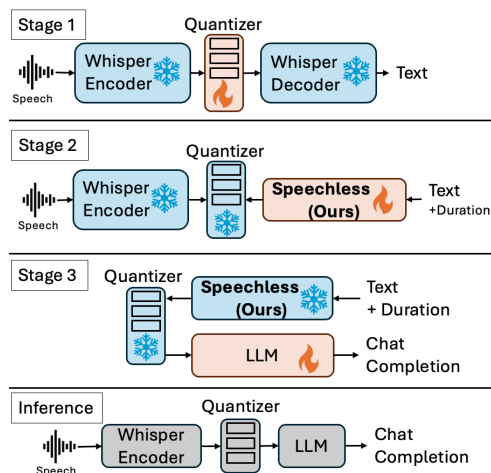 Stage 1
Quantizer
Whisper
Encoder
Whisper
Decoder
Text
Speech
Stage 2
Quantizer
Whisper
Encoder
Speechless
(Ours)
Text
+Duration
Speech
Stage 3
Quantizer
Speechless
(Ours)
Text
+ Duration
LLM
Chat
Completion
Inference
Quantizer
Whisper
Encoder
LLM
Chat
Completion
Speech